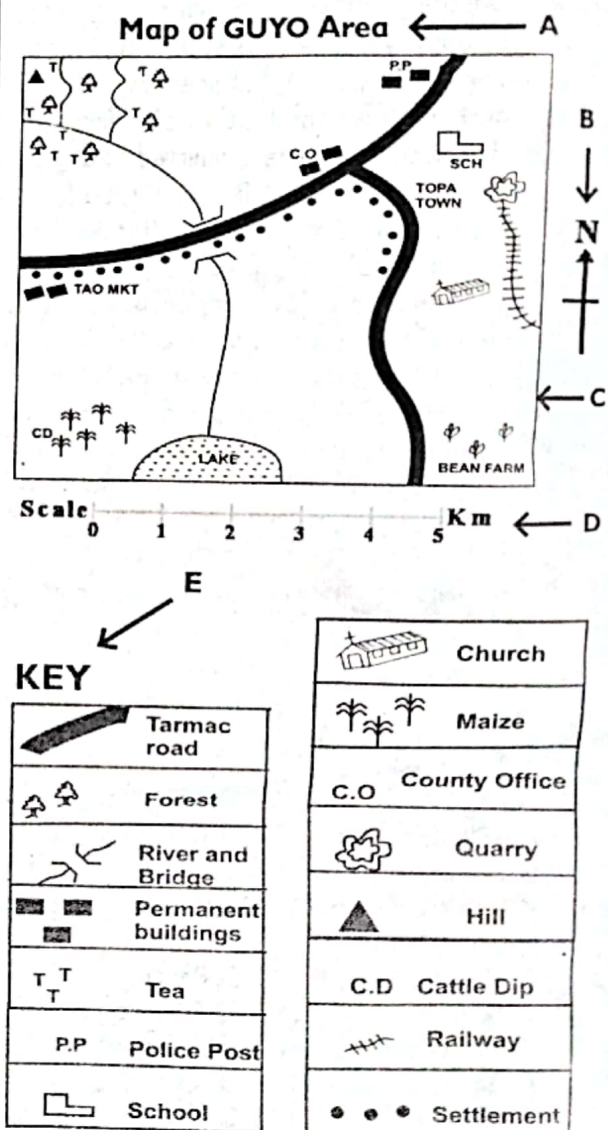 Map of GUYO Area A
P.P
T T
B
T T
C.O
SCH
T
T T T
TOPA
TOWN
N
TAO MKT
C
CD
LAKE
BEAN FARM
Scale Km D
0 1 2 3 4 5
E
KEY
Tarmac
road
Forest
River and
Bridge
Permanent
buildings
T T T Tea
P.P Police Post
School
Church
Maize
C.O County Office
Quarry
Hill
C.D Cattle Dip
Railway
Settlement